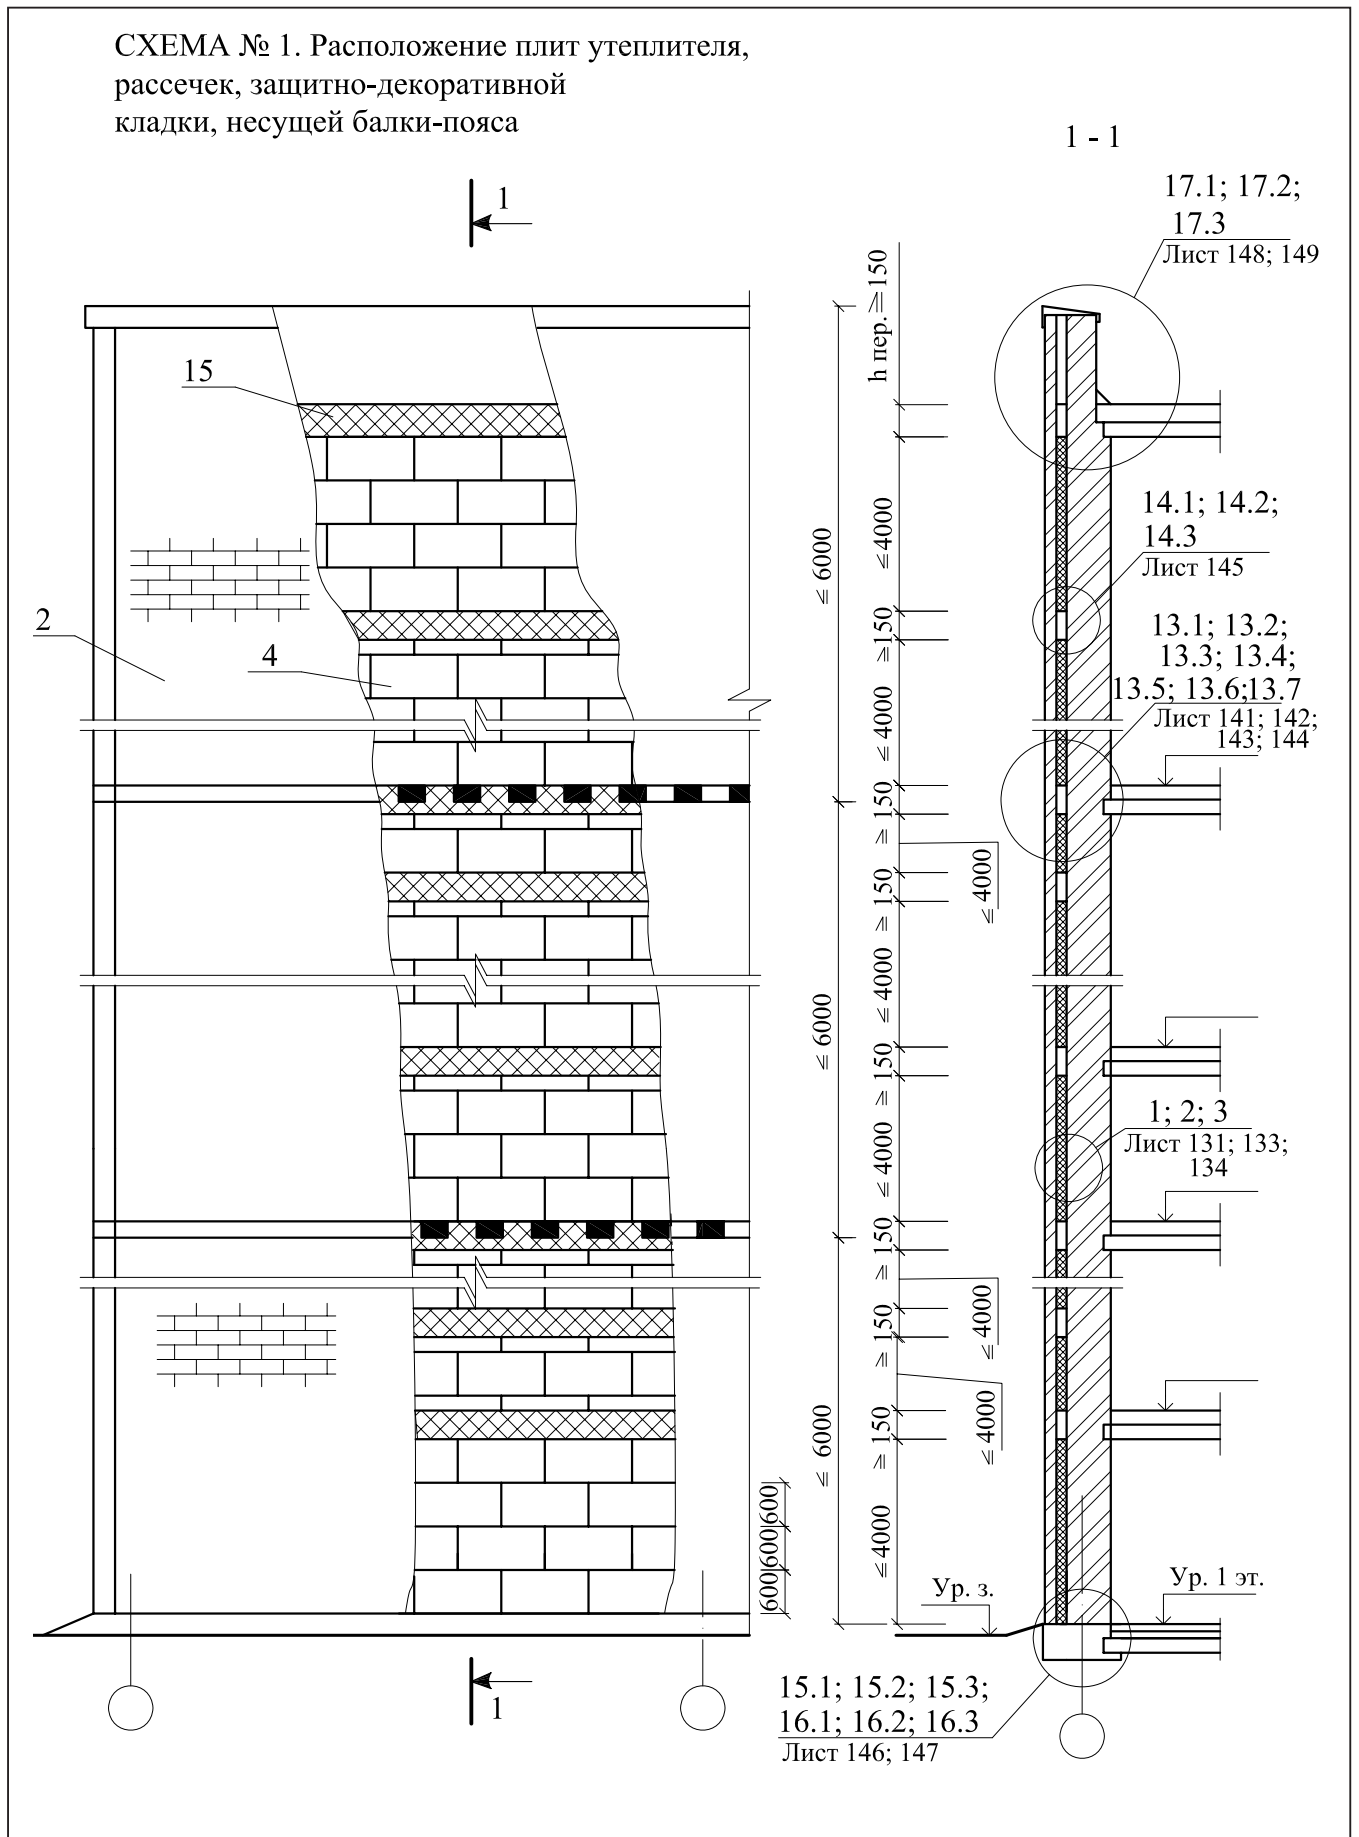 СХЕМА № 1. Расположение плит утеплителя,
рассечек, защитно-декоративной
кладки, несущей балки-пояса
1 - 1
17.1; 17.2;
17.3
Лист 148; 149
1
h пер. ≥150
15
≤4000
≤ 6000
14.1; 14.2;
14.3
Лист 145
2
4
≥150
13.1; 13.2;
13.3; 13.4;
13.5; 13.6;13.7
Лист 141; 142;
143; 144
≤ 4000
≥ 150
≤ 4000
≥ 150
≤ 4000
≤ 6000
≥ 150
≤ 4000
1; 2; 3
Лист 131; 133;
134
≥ 150
≤ 4000
≥ 150
≤ 4000
≥ 150
≤ 6000
≤4000
600
600
600
Ур. з.
Ур. 1 эт.
1
15.1; 15.2; 15.3;
16.1; 16.2; 16.3
Лист 146; 147